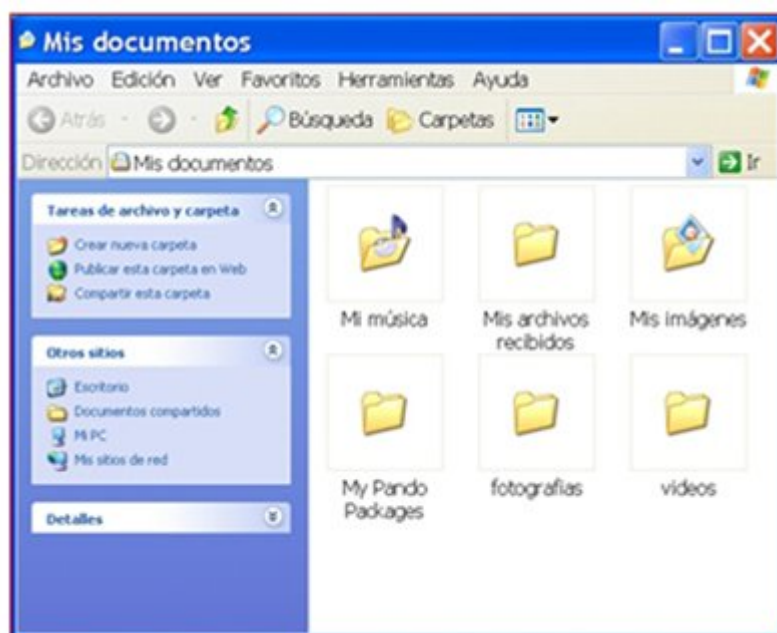 Mis documentos
Archivo Edición Ver Favoritos Herramientas Ayuda
Atrás Búsqueda Carpetas
Dirección Mis documentos Ir
Tareas de archivo y carpeta
Crear nueva carpeta
Publicar esta carpeta en Web
Compartir esta carpeta
Otros sitios
Escritorio
Documentos compartidos
Mi PC
Mis sitios de red
Detalles
Mi música
Mis archivos
recibidos
Mis imágenes
My Pando
Packages
fotografias
videos